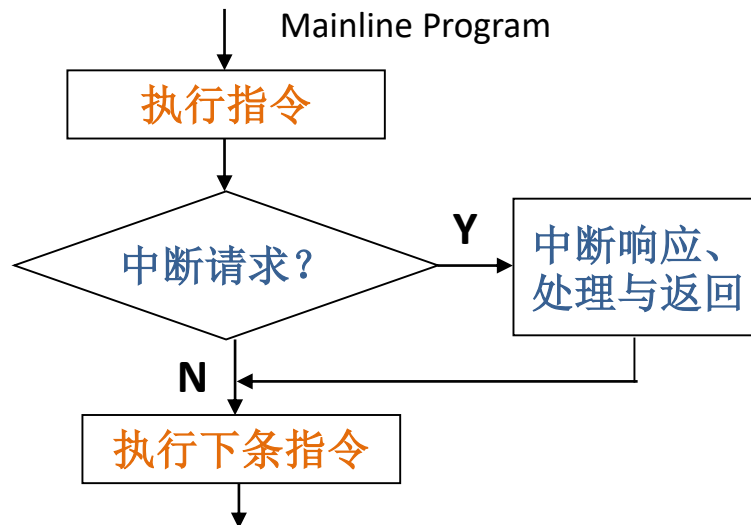 Mainline Program
执行指令
中断请求？
Y
中断响应、
处理与返回
N
执行下条指令